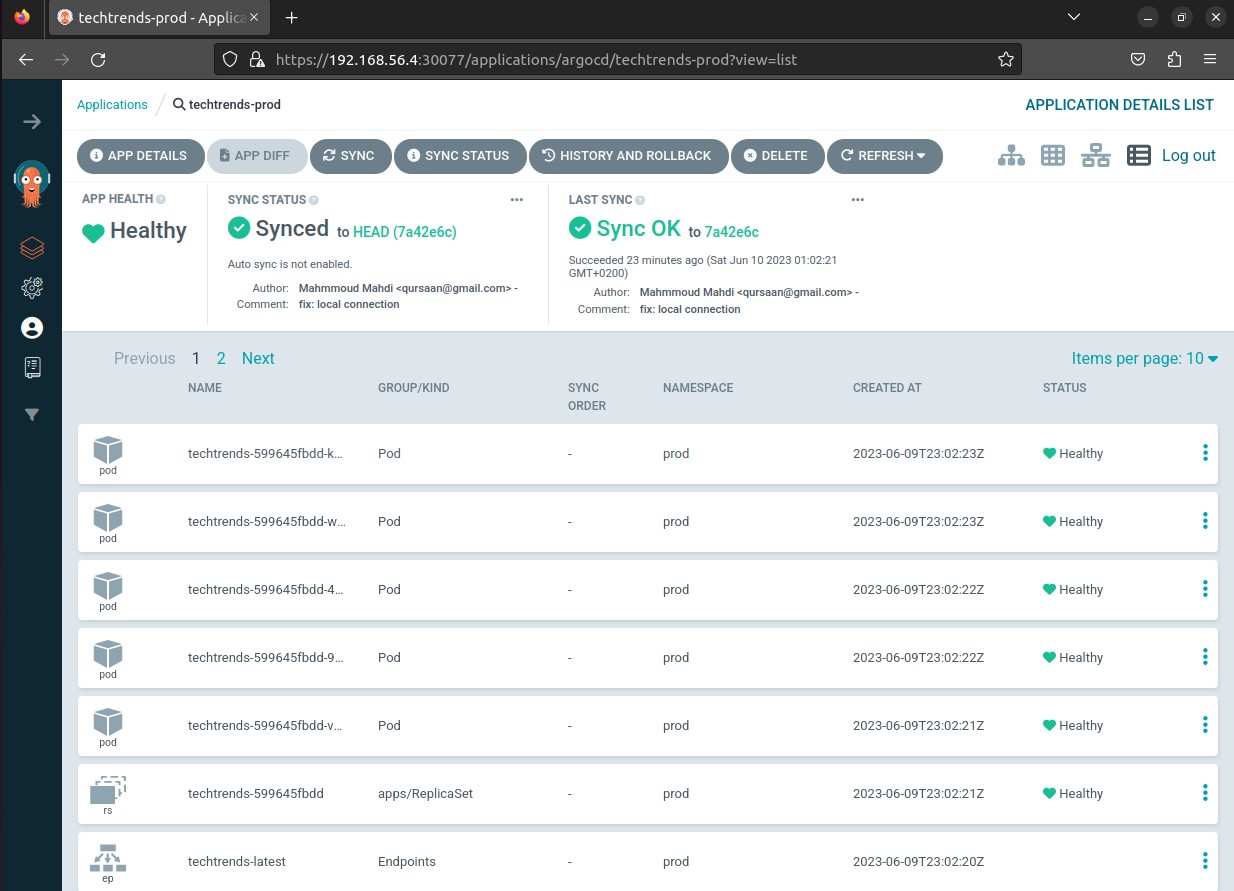 techtrends-prod - Applica
https://192.168.56.4:30077/applications/argocd/techtrends-prod?view=list
Applications / techtrends-prod
APPLICATION DETAILS LIST
APP DETAILS APP DIFF SYNC SYNC STATUS HISTORY AND ROLLBACK DELETE REFRESH Log out
APP HEALTH
Healthy
SYNC STATUS
Synced to HEAD (7a42e6c)
Auto sync is not enabled.
Author: Mahmmoud Mahdi <qursaan@gmail.com> -
Comment: fix: local connection
LAST SYNC
Sync OK to 7a42e6c
Succeeded 23 minutes ago (Sat Jun 10 2023 01:02:21
GMT+0200)
Author: Mahmmoud Mahdi <qursaan@gmail.com> -
Comment: fix: local connection
Previous 1 2 Next Items per page: 10
NAME GROUP/KIND SYNC ORDER NAMESPACE CREATED AT STATUS
pod techtrends-599645fbdd-k... Pod - prod 2023-06-09T23:02:23Z Healthy
pod techtrends-599645fbdd-w... Pod - prod 2023-06-09T23:02:23Z Healthy
pod techtrends-599645fbdd-4... Pod - prod 2023-06-09T23:02:22Z Healthy
pod techtrends-599645fbdd-9... Pod - prod 2023-06-09T23:02:22Z Healthy
pod techtrends-599645fbdd-v... Pod - prod 2023-06-09T23:02:21Z Healthy
rs techtrends-599645fbdd apps/ReplicaSet - prod 2023-06-09T23:02:21Z Healthy
ep techtrends-latest Endpoints - prod 2023-06-09T23:02:20Z